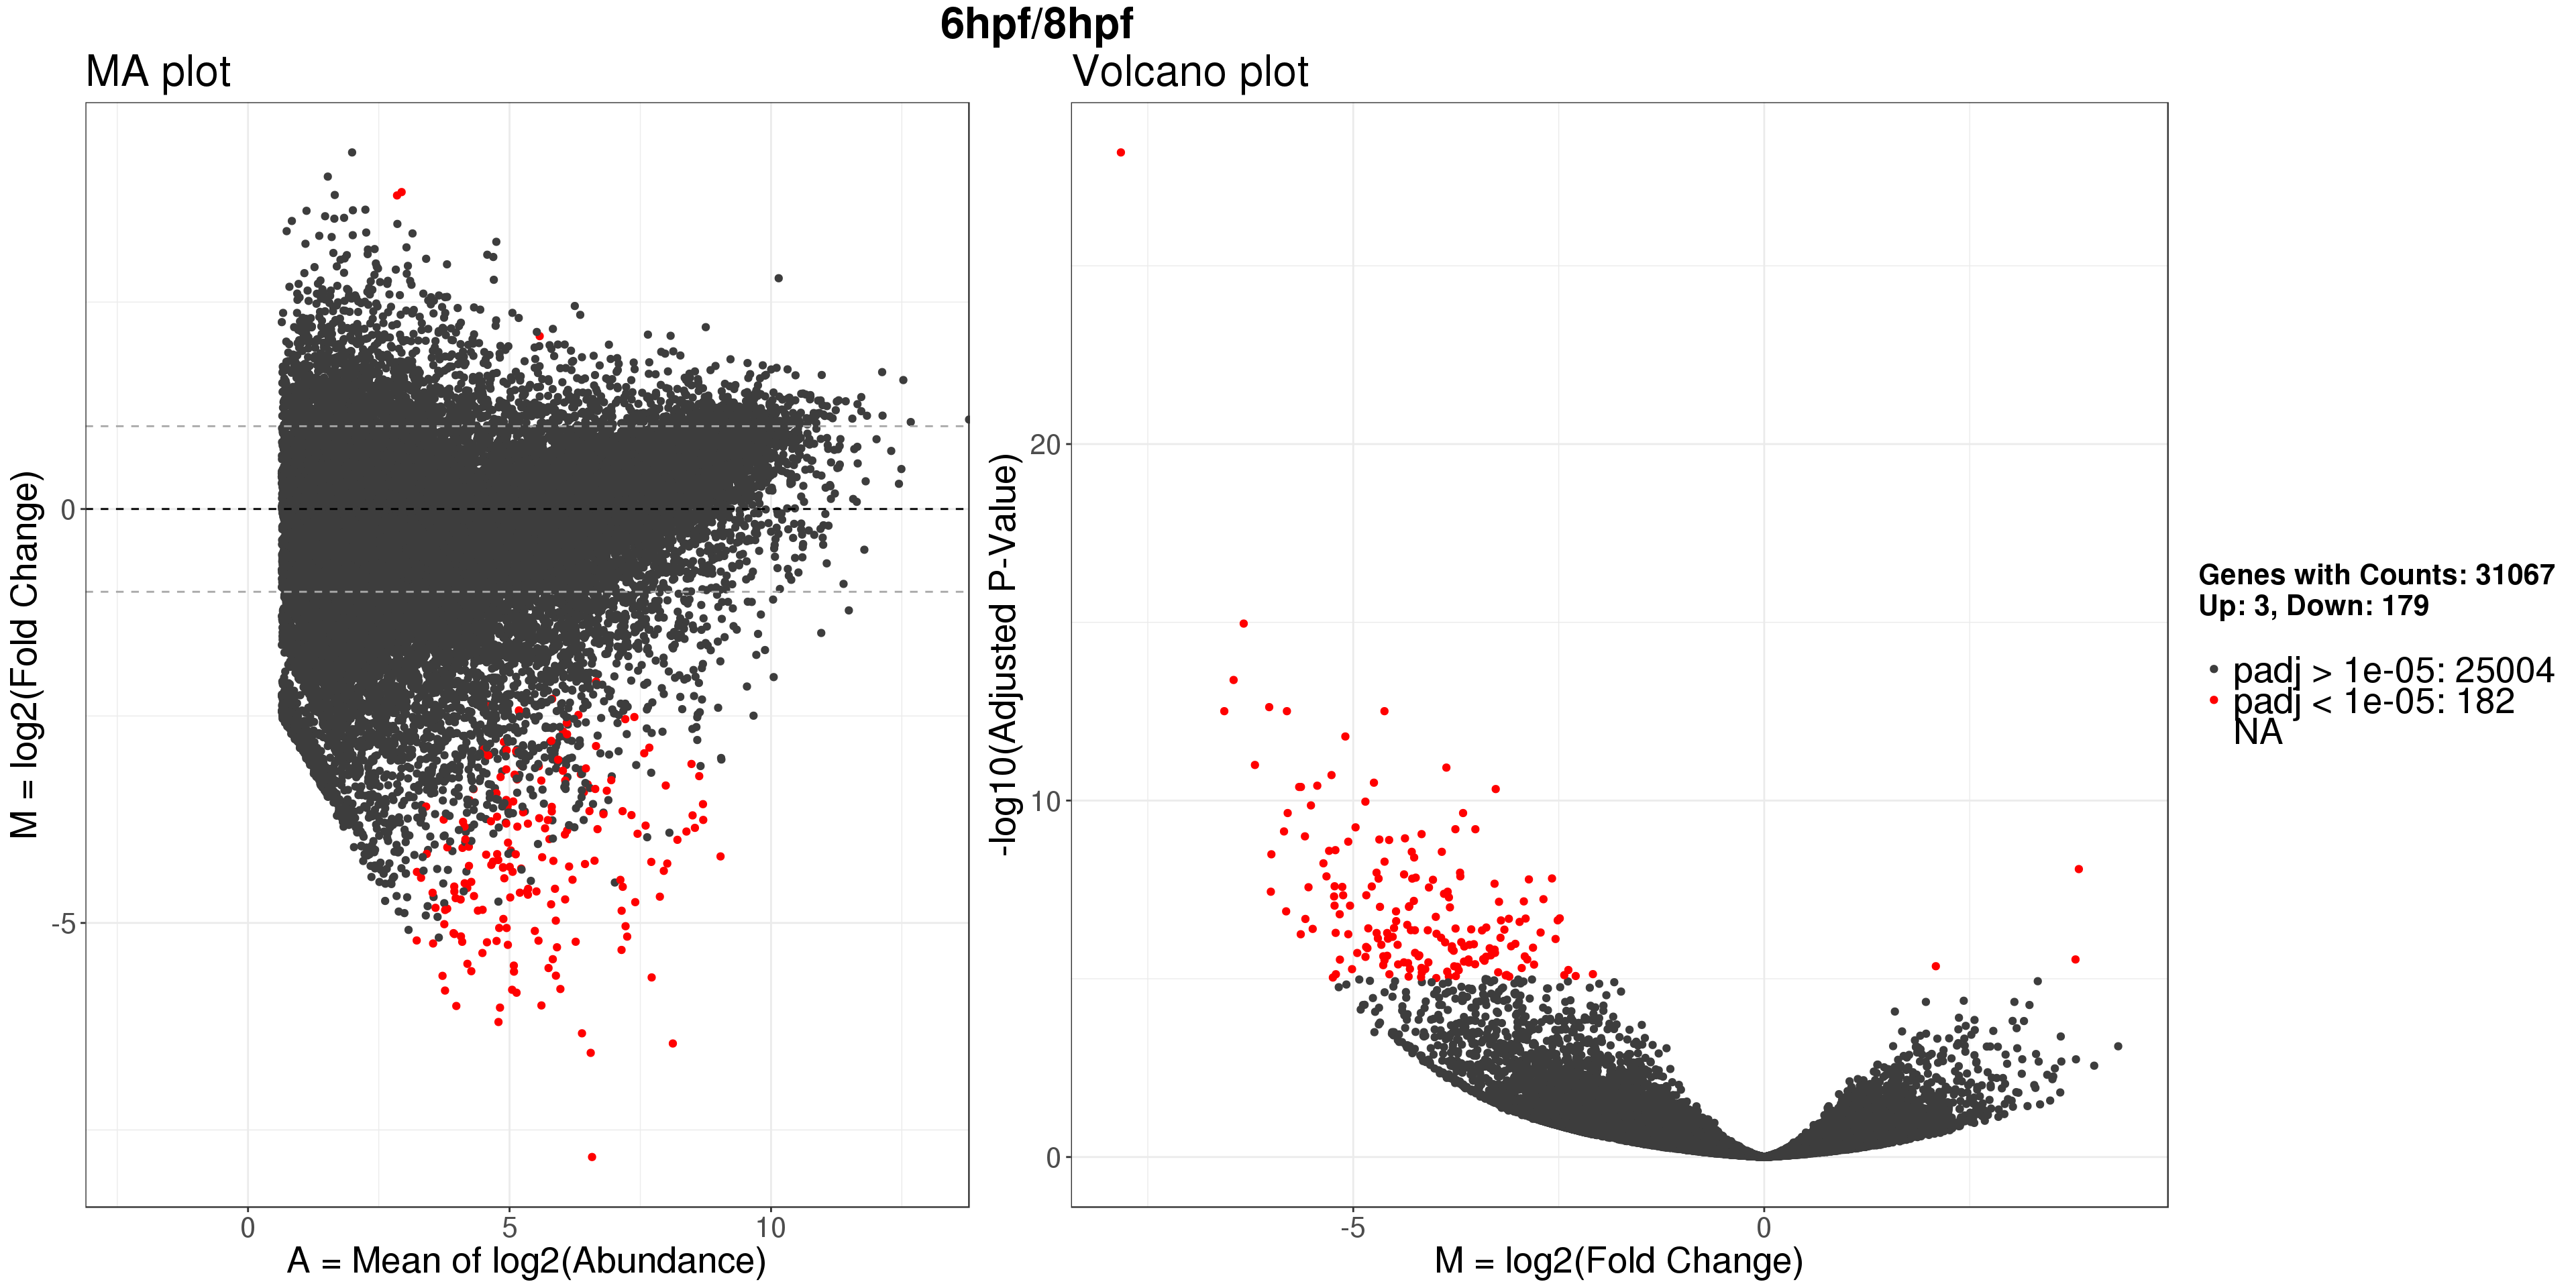 6hpf/8hpf
MA plot
M = log2(Fold Change)
0
-5
0
5
10
A = Mean of log2(Abundance)
Volcano plot
-log10(Adjusted P-Value)
20
10
0
-5
0
M = log2(Fold Change)
Genes with Counts: 31067
Up: 3, Down: 179
padj > 1e-05: 25004
padj < 1e-05: 182
NA